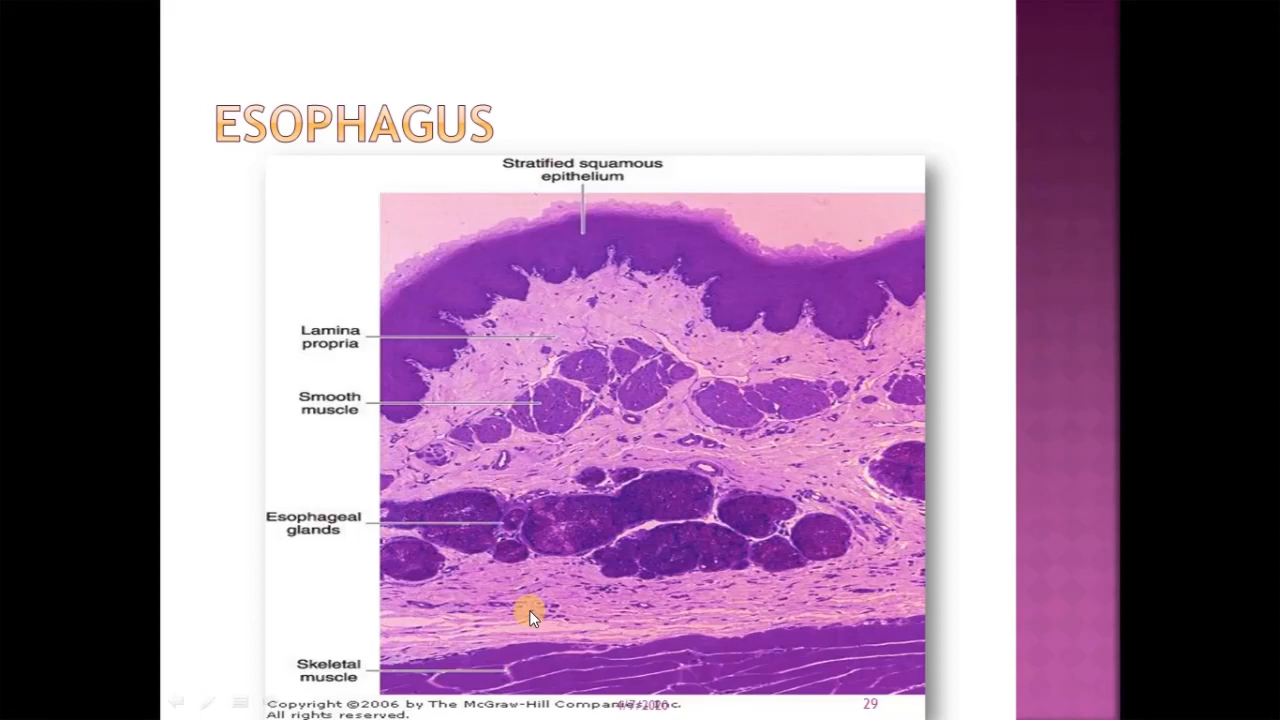 ESOPHAGUS
Stratified squamous
epithelium
Lamina
propria
Smooth
muscle
Esophageal
glands
Skeletal
muscle
Copyright ©2006 by The McGraw-Hill Companies, Inc.
All rights reserved.
29